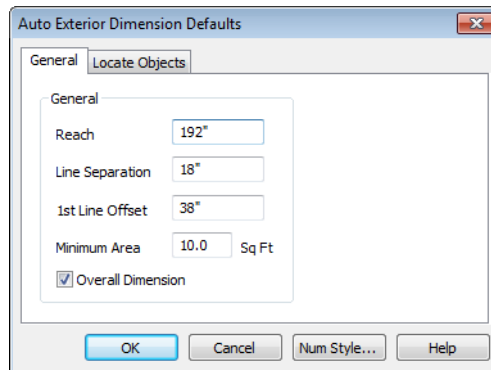 Auto Exterior Dimension Defaults
General Locate Objects
General
Reach 192"
Line Separation 18"
1st Line Offset 38"
Minimum Area 10.0 Sq Ft
Overall Dimension
OK Cancel Num Style... Help